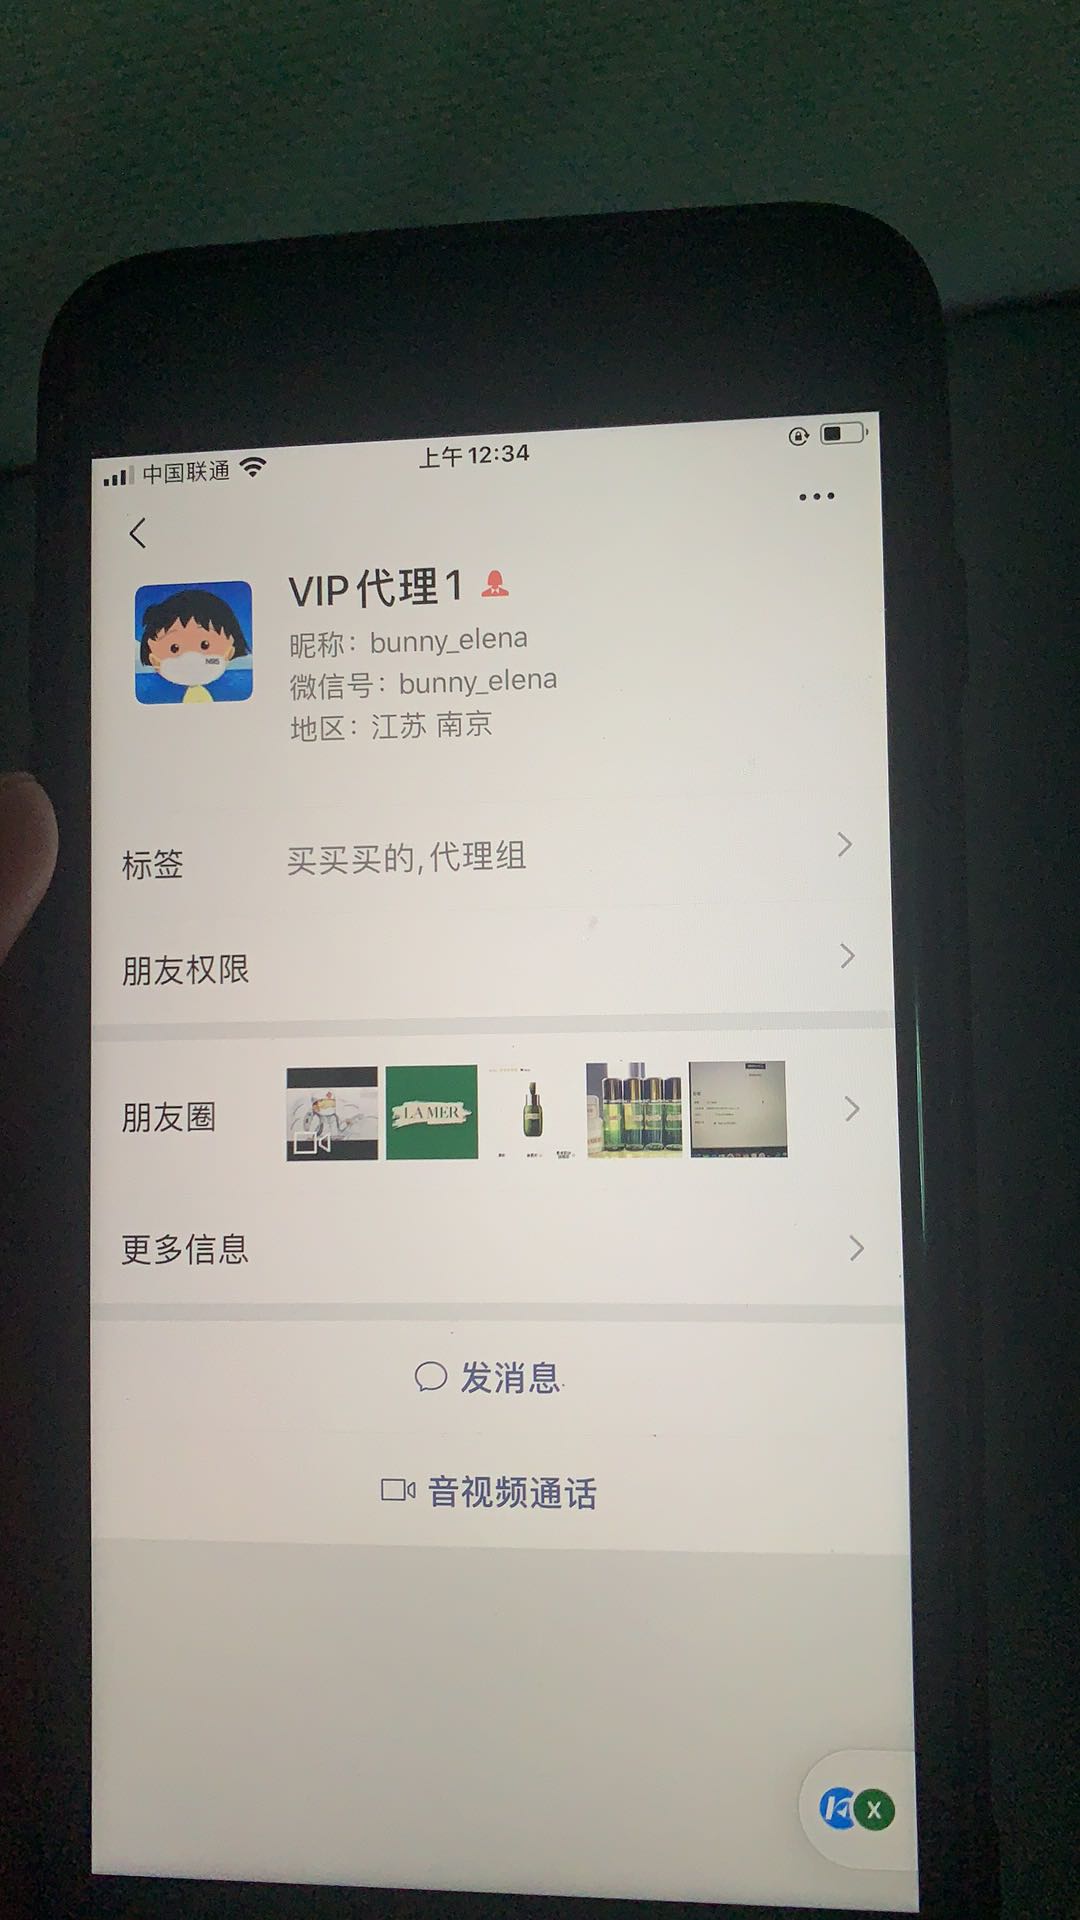 中国联通
上午12:34
VIP代理1
N95
昵称：bunny_elena
微信号：bunny_elena
地区：江苏 南京
标签
买买买的,代理组
朋友权限
朋友圈
LA MER
更多信息
发消息
音视频通话
X